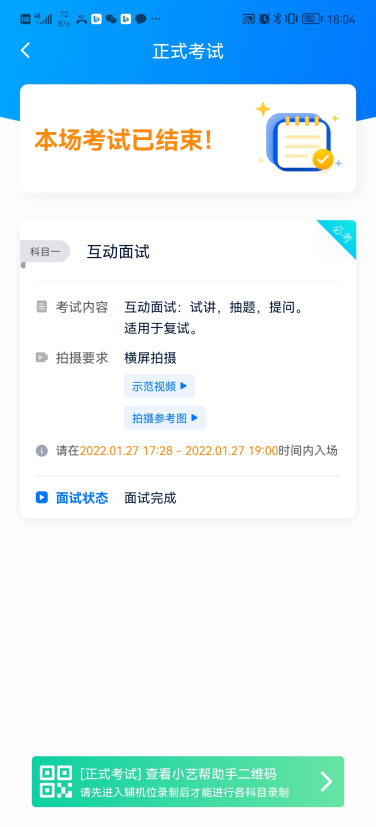 HD 4G 72 B/s 18:04
正式考试
本场考试已结束!
必考
科目一 互动面试
考试内容 互动面试：试讲，抽题，提问。
适用于复试。
拍摄要求 横屏拍摄
示范视频
拍摄参考图
请在2022.01.27 17:28 - 2022.01.27 19:00时间内入场
面试状态 面试完成
[正式考试] 查看小艺帮助手二维码
请先进入辅机位录制后才能进行各科目录制